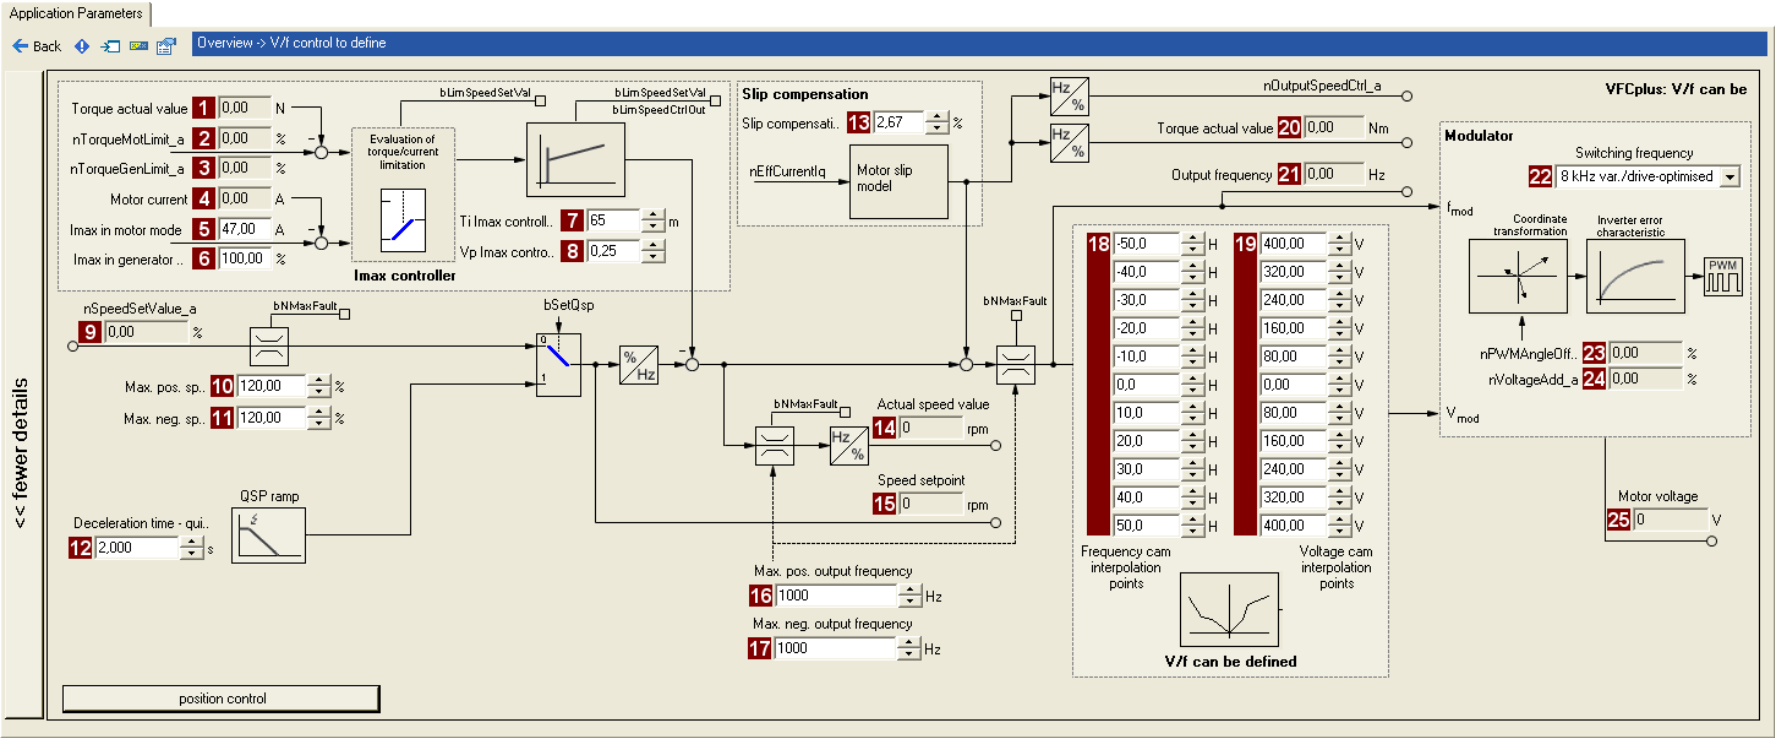 Application Parameters
Back
Overview -> V/f control to define
<< fewer details
VFCplus: V/f can be
Torque actual value 1 0,00 N
nTorqueMotLimit_a 2 0,00 %
nTorqueGenLimit_a 3 0,00 %
Motor current 4 0,00 A
Imax in motor mode 5 47,00 A
Imax in generator .. 6 100,00 %
bLimSpeedSetVal
Evaluation of
torque/current
limitation
bLimSpeedSetVal
bLimSpeedCtrlOut
Ti Imax controll.. 7 65 m
Vp Imax contro.. 8 0,25
Imax controller
Slip compensation
Slip compensati.. 13 2,67 %
nEffCurrentIq
Motor slip
model
Hz
%
Hz
%
nOutputSpeedCtrl_a
Torque actual value 20 0,00 Nm
Output frequency 21 0,00 Hz
Modulator
Switching frequency
22 8 kHz var./drive-optimised
fmod
Coordinate
transformation
Inverter error
characteristic
PWM
nPWMAngleOff.. 23 0,00 %
nVoltageAdd_a 24 0,00 %
Vmod
Motor voltage
25 0 V
nSpeedSetValue_a
9 0,00 %
bNMaxFault
Max. pos. sp.. 10 120,00 %
Max. neg. sp.. 11 120,00 %
bSetQsp
0
1
%
Hz
-
-
-
bNMaxFault
bNMaxFault
Hz
%
Actual speed value
14 0 rpm
Speed setpoint
15 0 rpm
QSP ramp
Deceleration time - qui..
12 2,000 s
Max. pos. output frequency
16 1000 Hz
Max. neg. output frequency
17 1000 Hz
18 -50,0 H 19 400,00 V
-40,0 H 320,00 V
-30,0 H 240,00 V
-20,0 H 160,00 V
-10,0 H 80,00 V
0,0 H 0,00 V
10,0 H 80,00 V
20,0 H 160,00 V
30,0 H 240,00 V
40,0 H 320,00 V
50,0 H 400,00 V
Frequency cam
interpolation
points
Voltage cam
interpolation
points
V/f can be defined
position control